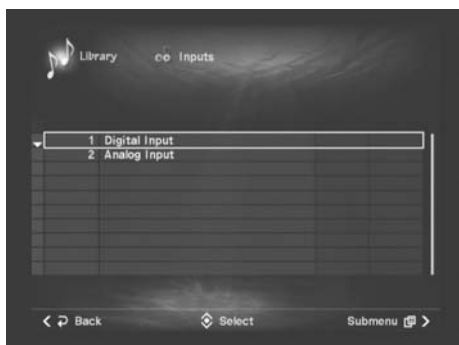 Library Inputs
1 Digital Input
2 Analog Input
Back Select Submenu